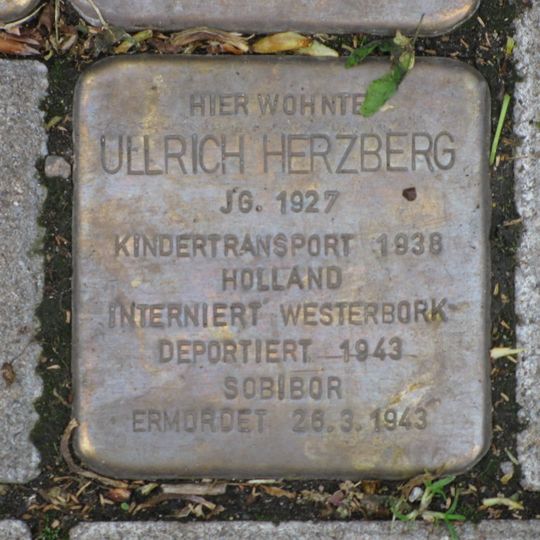 HIER WOHNTE
ULLRICH HERZBERG
JG. 1927
KINDERTRANSPORT 1938
HOLLAND
INTERNIERT WESTERBORK
DEPORTIERT 1943
SOBIBOR
ERMORDET 26.3.1943